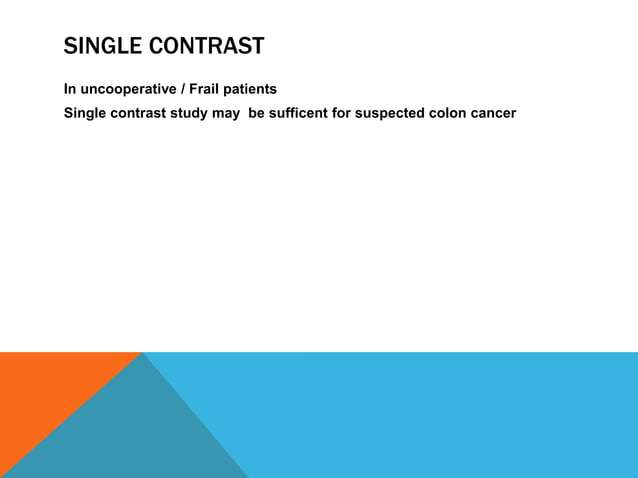 SINGLE CONTRAST
In uncooperative / Frail patients
Single contrast study may  be sufficent for suspected colon cancer